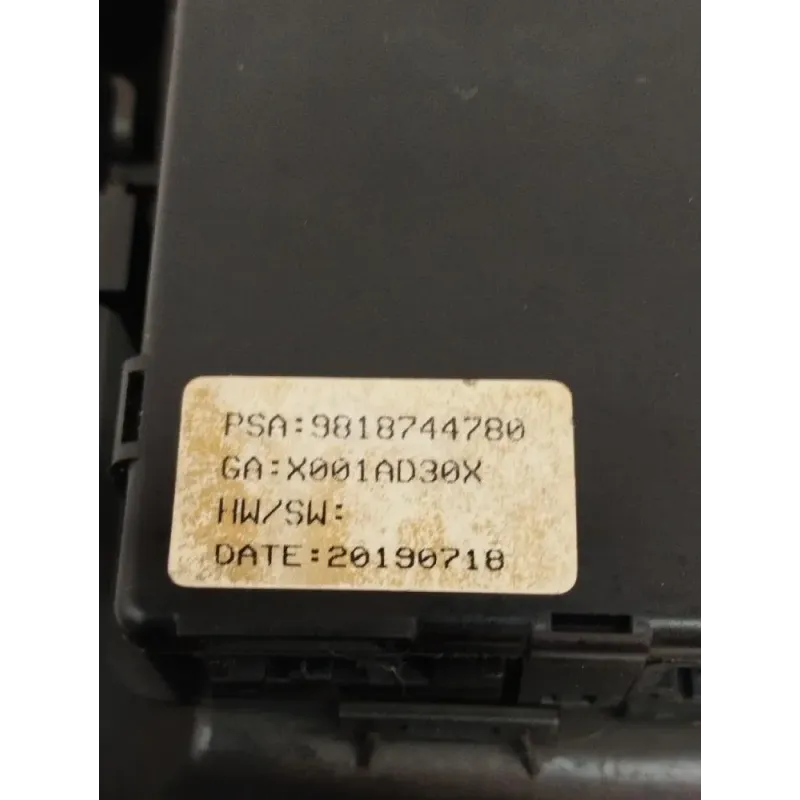 PSA:9818744780
GA:X001AD30X
HW/SW:
DATE:20190718